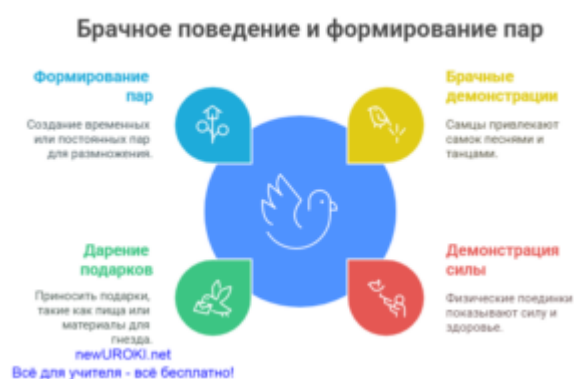 Брачное поведение и формирование пар
Формирование
пар
Создание временных
или постоянных пар
для размножения.
Брачные
демонстрации
Самцы привлекают
самок песнями и
танцами.
Дарение
подарков
Приносить подарки,
такие как пища или
материалы для
гнезда.
Демонстрация
силы
Физические поединки
показывают силу и
здоровье.
newUROKI.net
Всё для учителя - всё бесплатно!